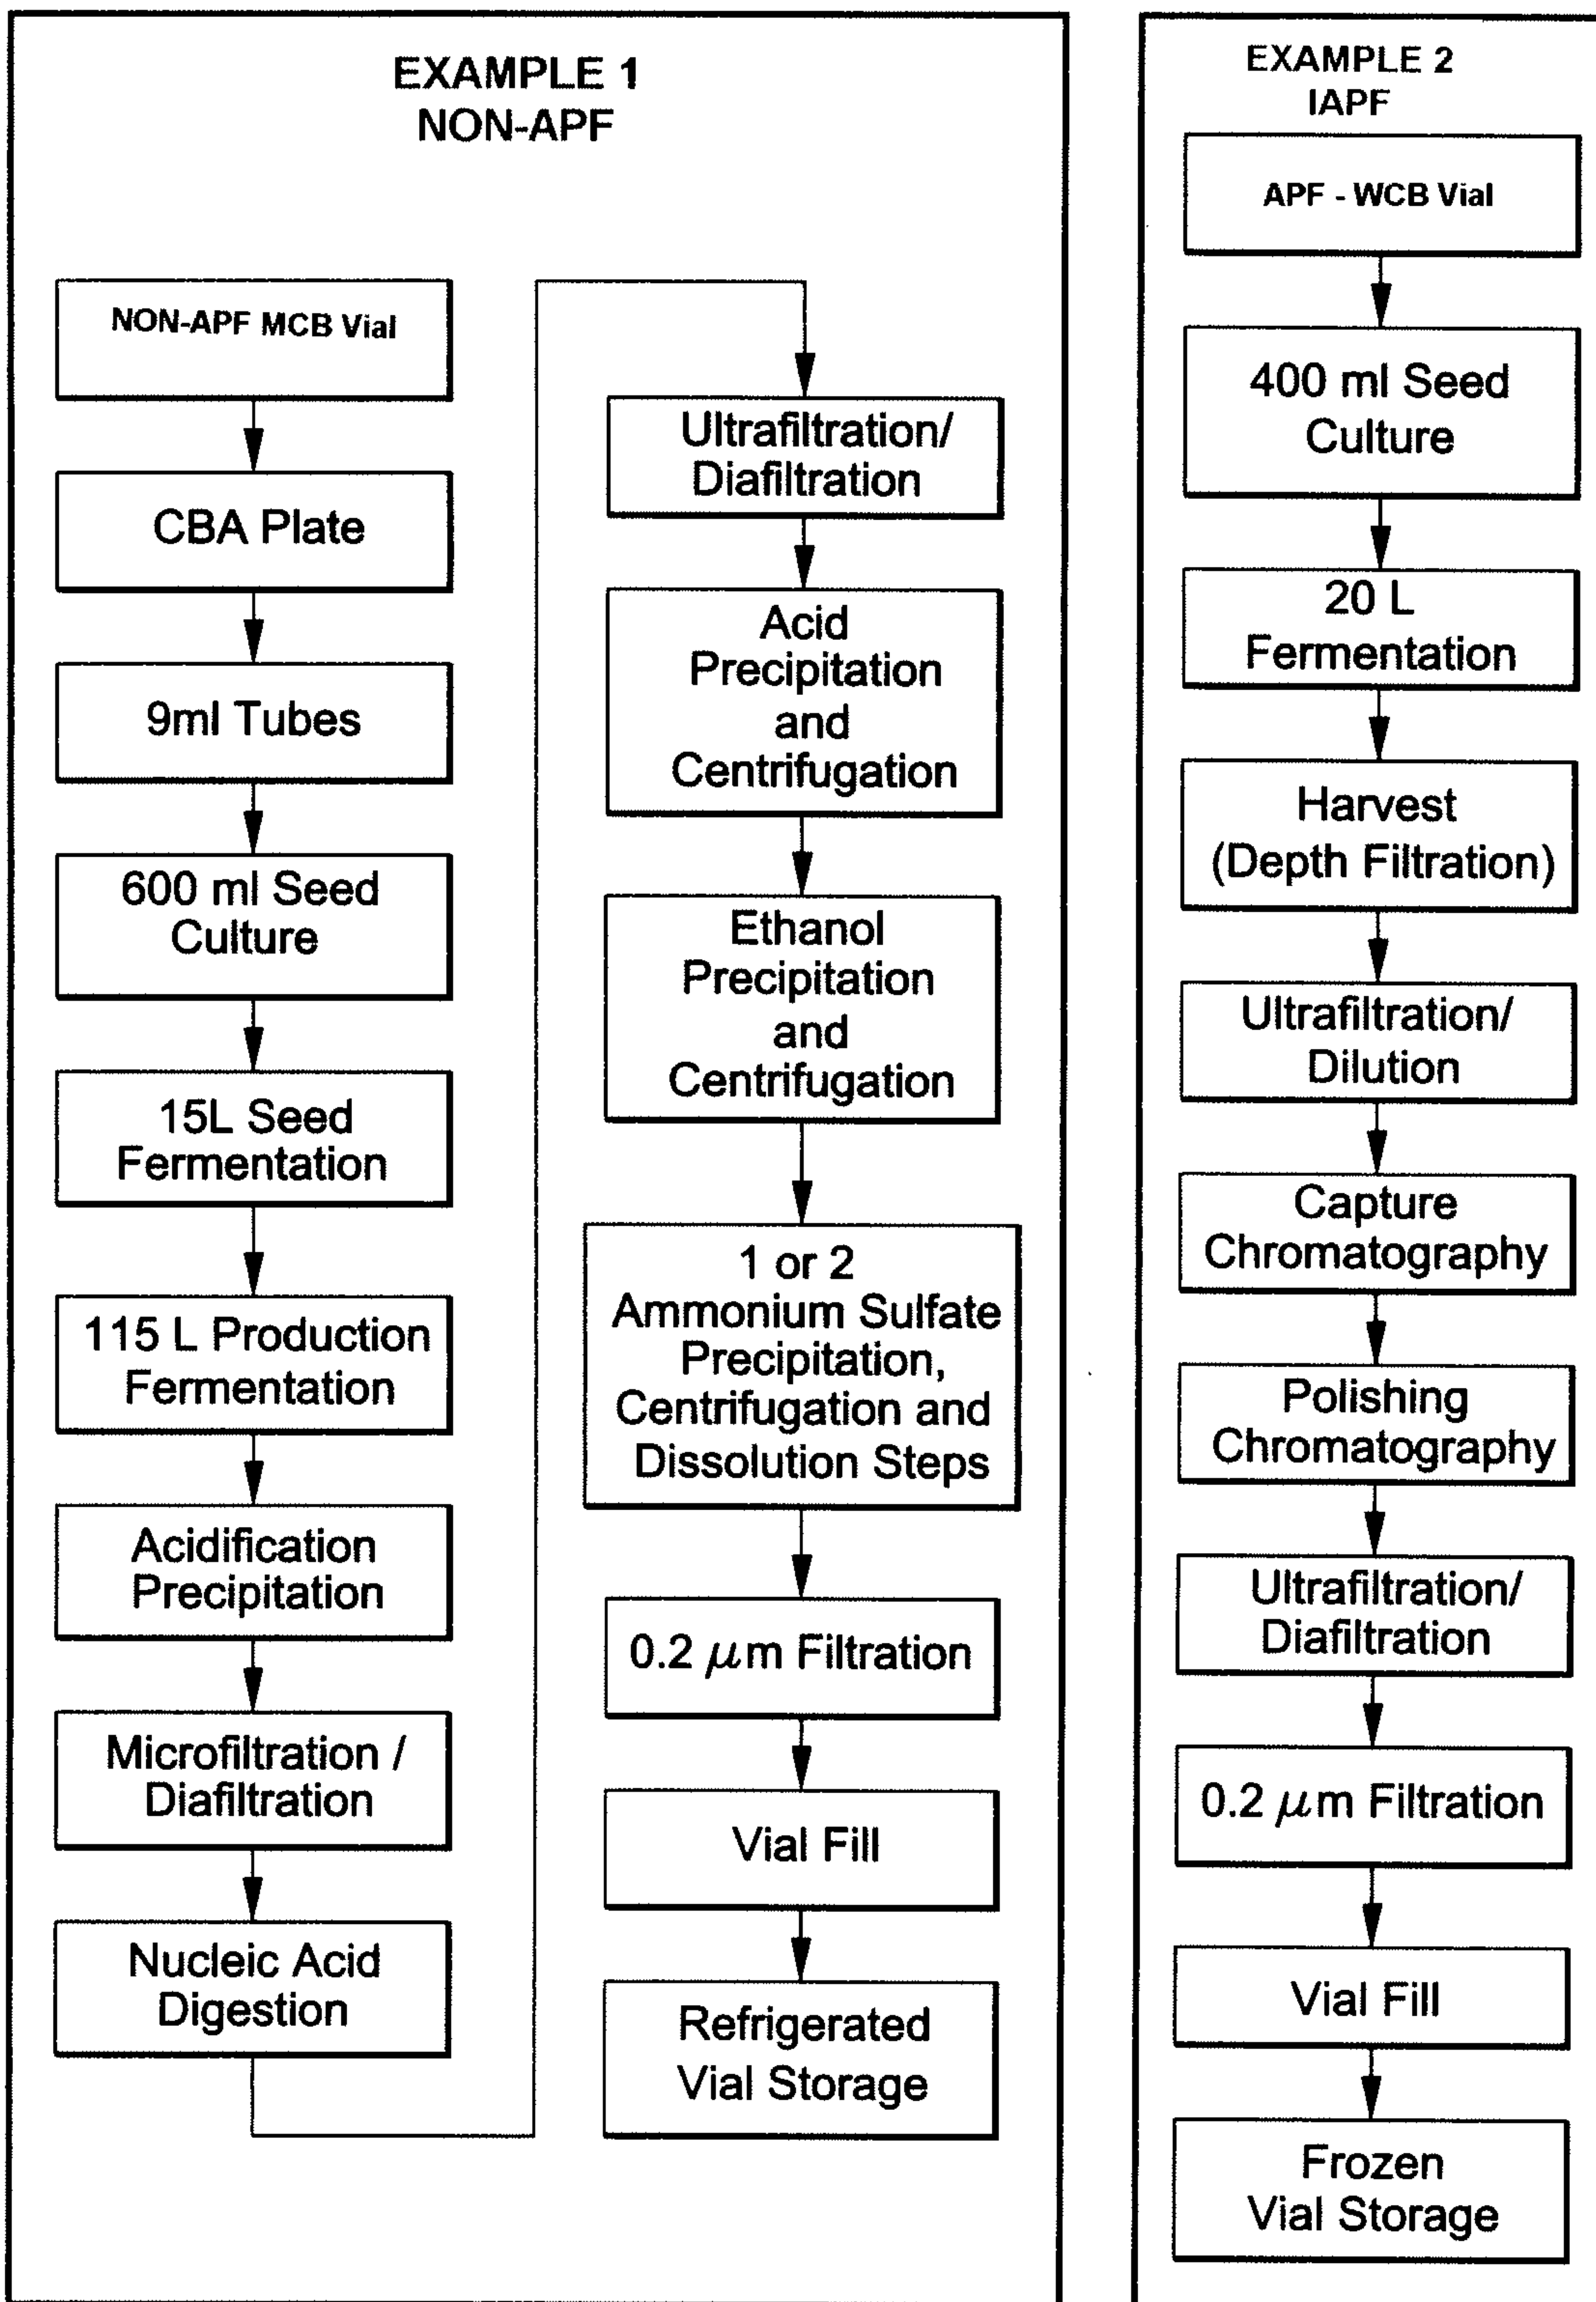 EXAMPLE 1
NON-APF
NON-APF MCB Vial
CBA Plate
9ml Tubes
600 ml Seed
Culture
15L Seed
Fermentation
115 L Production
Fermentation
Acidification
Precipitation
Microfiltration /
Diafiltration
Nucleic Acid
Digestion
Ultrafiltration/
Diafiltration
Acid
Precipitation
and
Centrifugation
Ethanol
Precipitation
and
Centrifugation
1 or 2
Ammonium Sulfate
Precipitation,
Centrifugation and
Dissolution Steps
0.2 μm Filtration
Vial Fill
Refrigerated
Vial Storage
EXAMPLE 2
IAPF
APF - WCB Vial
400 ml Seed
Culture
20 L
Fermentation
Harvest
(Depth Filtration)
Ultrafiltration/
Dilution
Capture
Chromatography
Polishing
Chromatography
Ultrafiltration/
Diafiltration
0.2 μm Filtration
Vial Fill
Frozen
Vial Storage